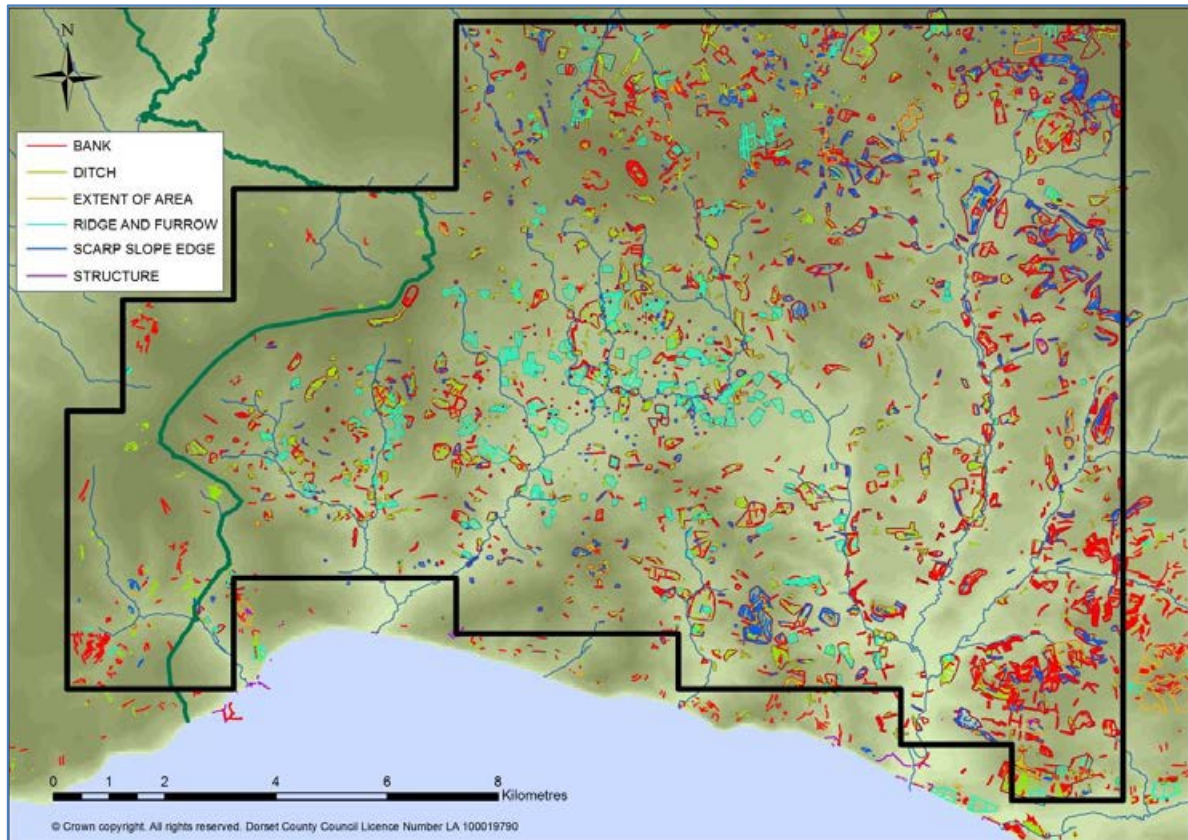 N
BANK
DITCH
EXTENT OF AREA
RIDGE AND FURROW
SCARP SLOPE EDGE
STRUCTURE
0 1 2 4 6 8
Kilometres
© Crown copyright. All rights reserved. Dorset County Council Licence Number LA 100019790